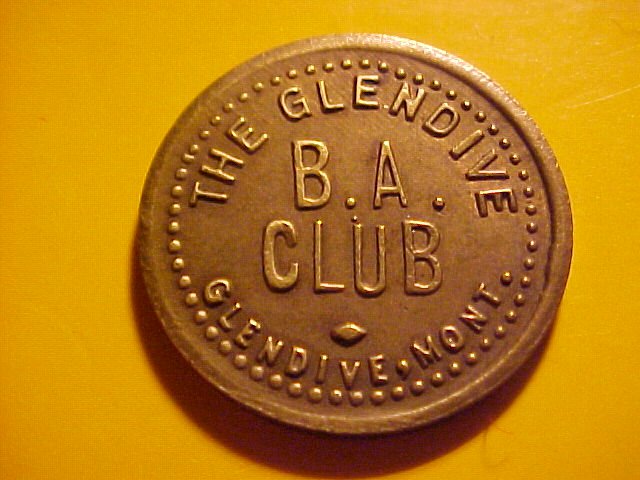 THE GLENDIVE
B.A.
CLUB
GLENDIVE, MONT.